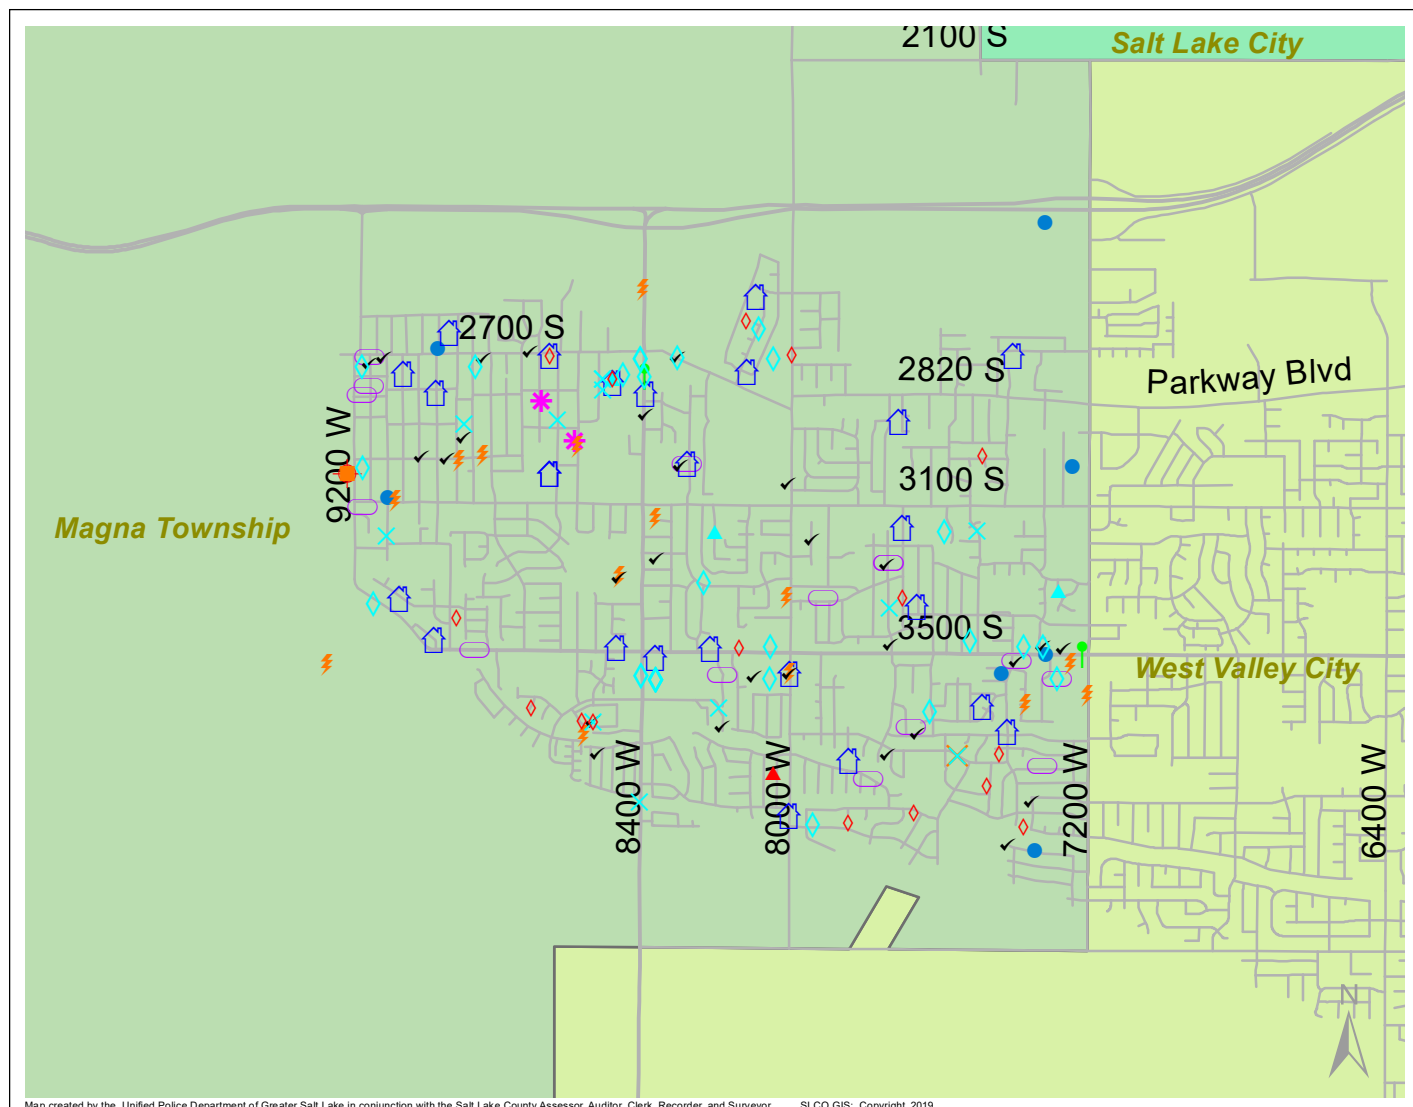 2100 S
Salt Lake City
2700 S
2820 S
Parkway Blvd
9200 W
3100 S
Magna Township
3500 S
West Valley City
8400 W
8000 W
7200 W
6400 W
N
Map created by the Unified Police Department of Greater Salt Lake in conjunction with the Salt Lake County Assessor, Auditor, Clerk, Recorder, and Surveyor. SLCO GIS: Copyright 2019